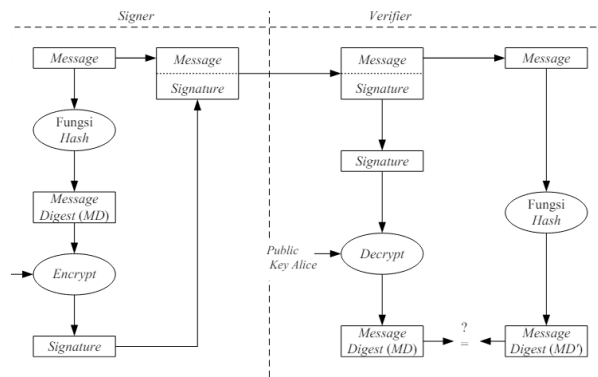 Signer
Verifier
Message
Message
Signature
Message
Signature
Message
Fungsi
Hash
Signature
Message
Digest (MD)
Fungsi
Hash
Public
Key Alice
Decrypt
Encrypt
Signature
Message
Digest (MD)
?
=
Message
Digest (MD')